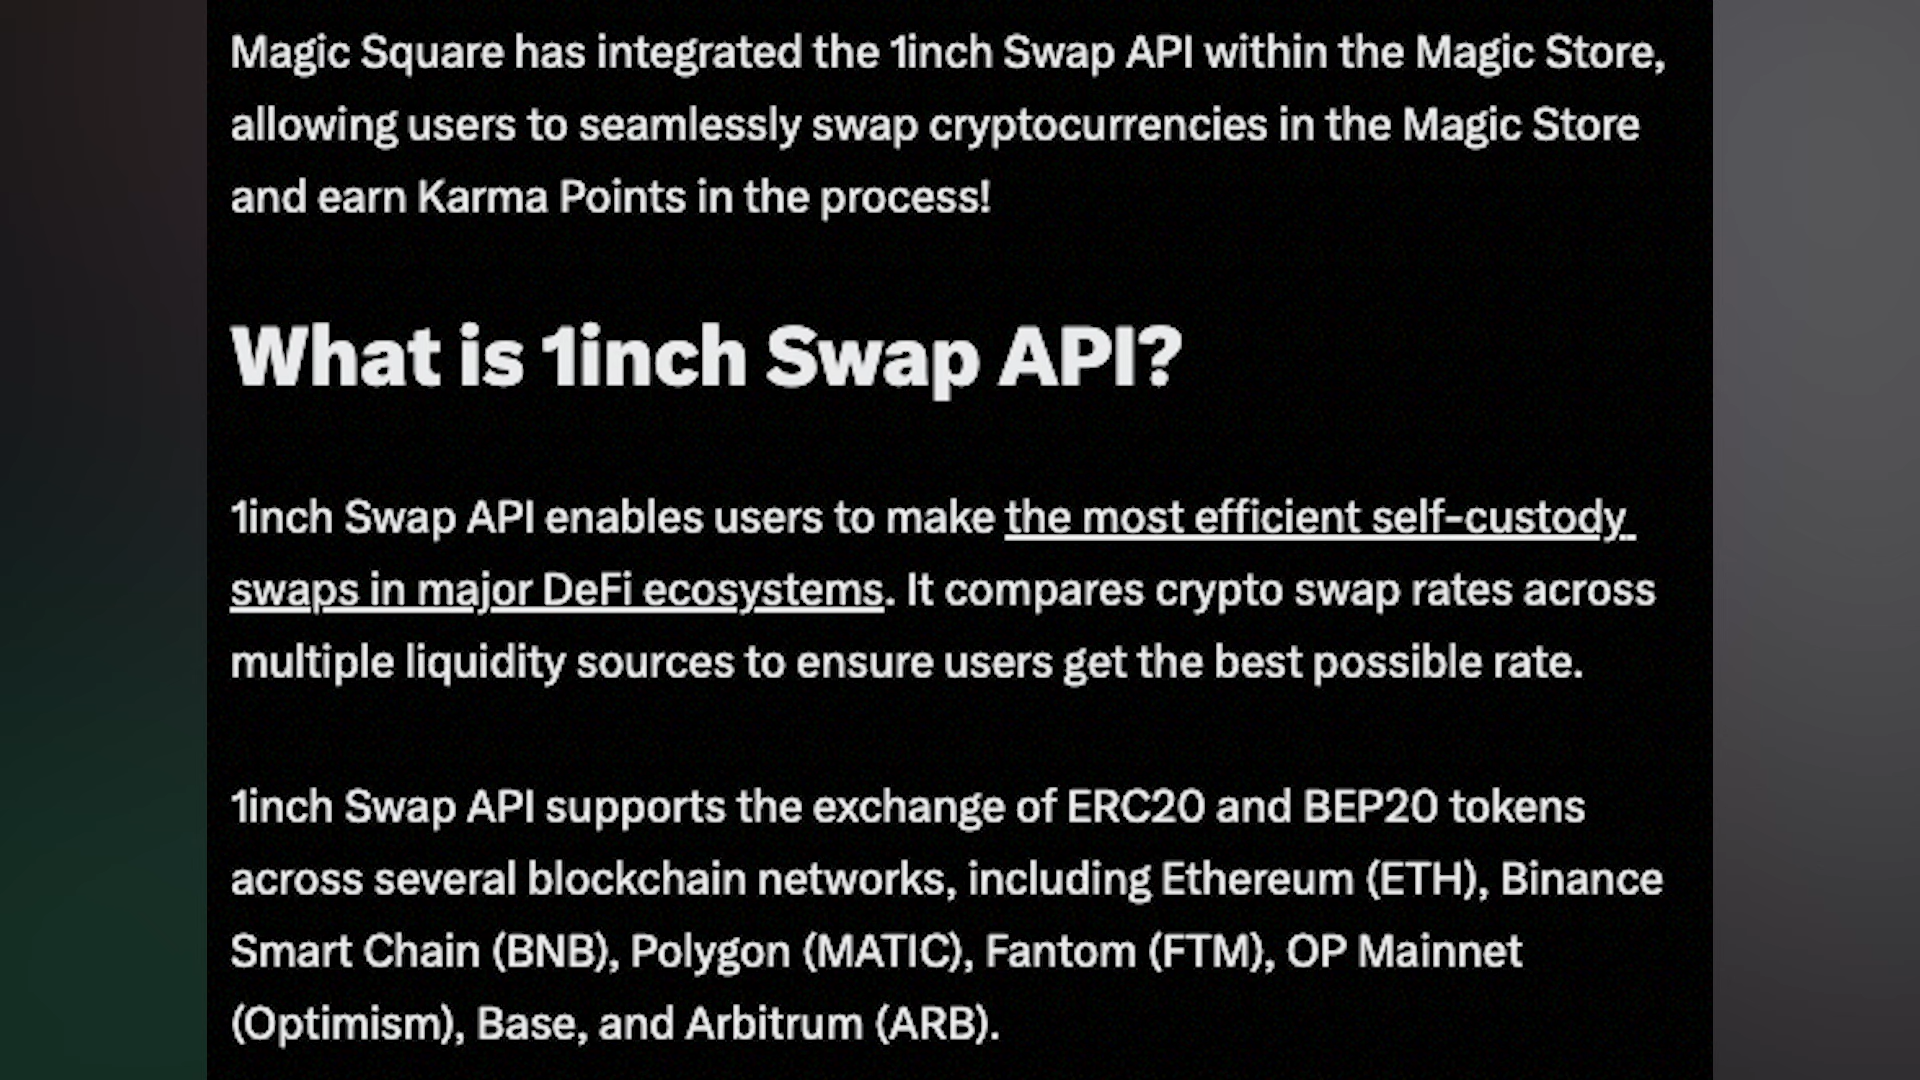 Magic Square has integrated the 1inch Swap API within the Magic Store,
allowing users to seamlessly swap cryptocurrencies in the Magic Store
and earn Karma Points in the process!
What is 1inch Swap API?
1inch Swap API enables users to make the most efficient self-custody
swaps in major DeFi ecosystems. It compares crypto swap rates across
multiple liquidity sources to ensure users get the best possible rate.
1inch Swap API supports the exchange of ERC20 and BEP20 tokens
across several blockchain networks, including Ethereum (ETH), Binance
Smart Chain (BNB), Polygon (MATIC), Fantom (FTM), OP Mainnet
(Optimism), Base, and Arbitrum (ARB).